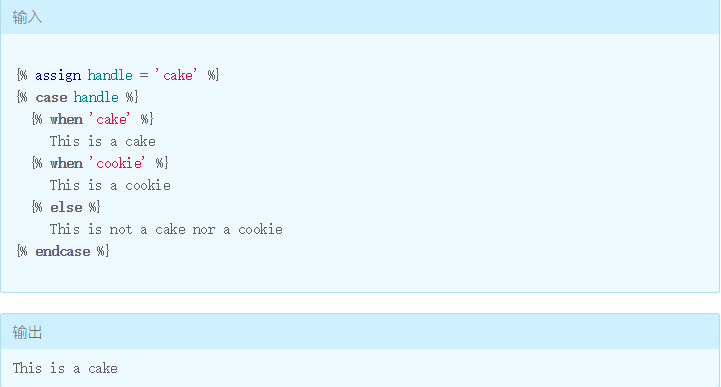 输入
{% assign handle = 'cake' %}
{% case handle %}
{% when 'cake' %}
This is a cake
{% when 'cookie' %}
This is a cookie
{% else %}
This is not a cake nor a cookie
{% endcase %}
输出
This is a cake